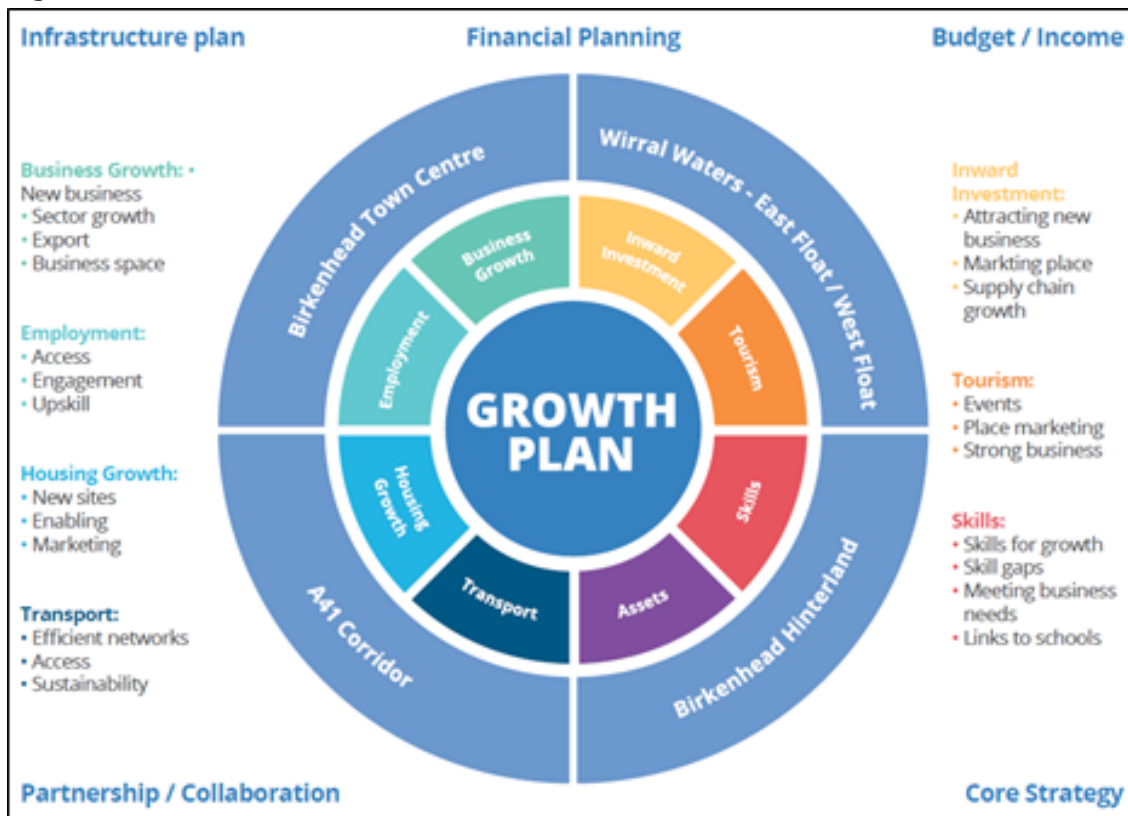 Infrastructure plan
Financial Planning
Budget / Income
Business Growth: •
New business
• Sector growth
• Export
• Business space
Employment:
• Access
• Engagement
• Upskill
Housing Growth:
• New sites
• Enabling
• Marketing
Transport:
• Efficient networks
• Access
• Sustainability
Birkenhead Town Centre
Wirral Waters - East Float / West Float
A41 Corridor
Birkenhead Hinterland
Business
Growth
Inward
Investment
Employment
Tourism
Housing
Growth
Skills
Transport
Assets
GROWTH
PLAN
Inward
Investment:
• Attracting new
business
• Markting place
• Supply chain
growth
Tourism:
• Events
• Place marketing
• Strong business
Skills:
• Skills for growth
• Skill gaps
• Meeting business
needs
• Links to schools
Partnership / Collaboration
Core Strategy